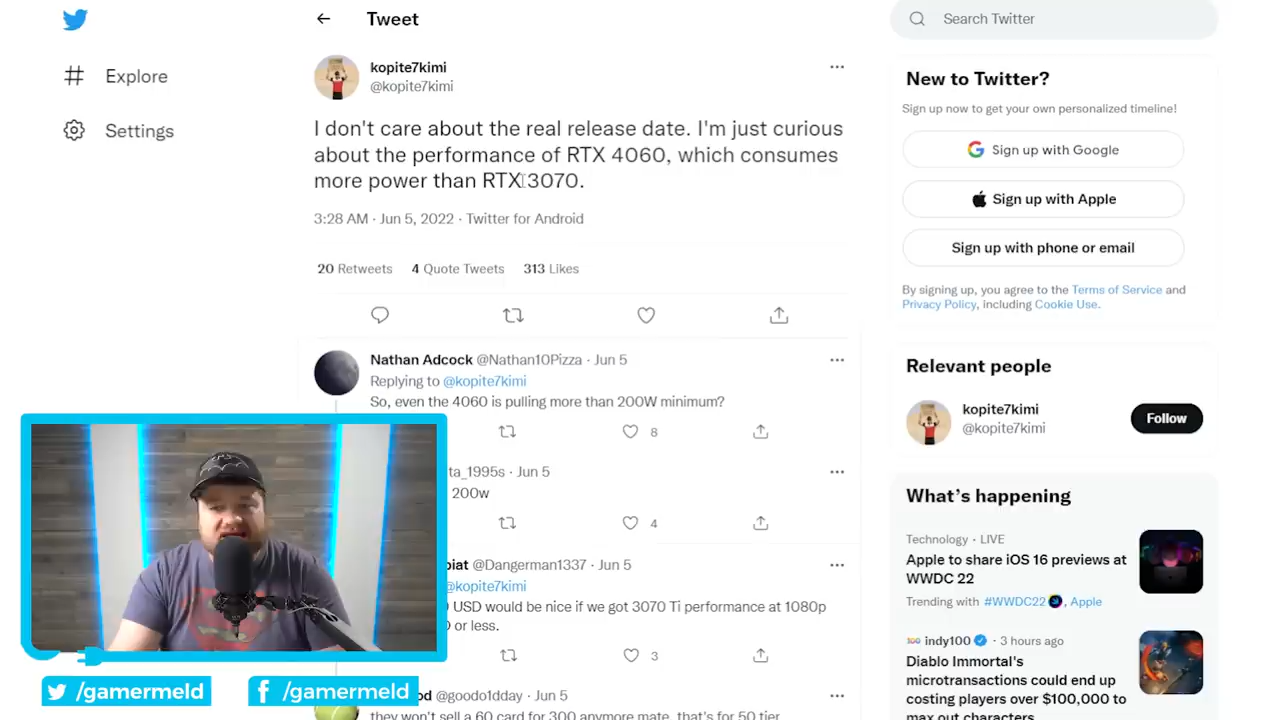 Tweet
Search Twitter
Explore
Settings
kopite7kimi
@kopite7kimi
I don't care about the real release date. I'm just curious
about the performance of RTX 4060, which consumes
more power than RTX 3070.
3:28 AM · Jun 5, 2022 · Twitter for Android
20 Retweets 4 Quote Tweets 313 Likes
Nathan Adcock @Nathan10Pizza · Jun 5
Replying to @kopite7kimi
So, even the 4060 is pulling more than 200W minimum?
8
ta_1995s · Jun 5
200w
4
piat @Dangerman1337 · Jun 5
@kopite7kimi
USD would be nice if we got 3070 Ti performance at 1080p
or less.
3
od @goodo1dday · Jun 5
they won't sell a 60 card for 300 anymore mate, that's for 50 tier
/gamermeld
/gamermeld
New to Twitter?
Sign up now to get your own personalized timeline!
Sign up with Google
Sign up with Apple
Sign up with phone or email
By signing up, you agree to the Terms of Service and
Privacy Policy, including Cookie Use.
Relevant people
kopite7kimi
@kopite7kimi
Follow
What's happening
Technology · LIVE
Apple to share iOS 16 previews at
WWDC 22
Trending with #WWDC22, Apple
indy100 · 3 hours ago
Diablo Immortal's
microtransactions could end up
costing players over $100,000 to
max out characters